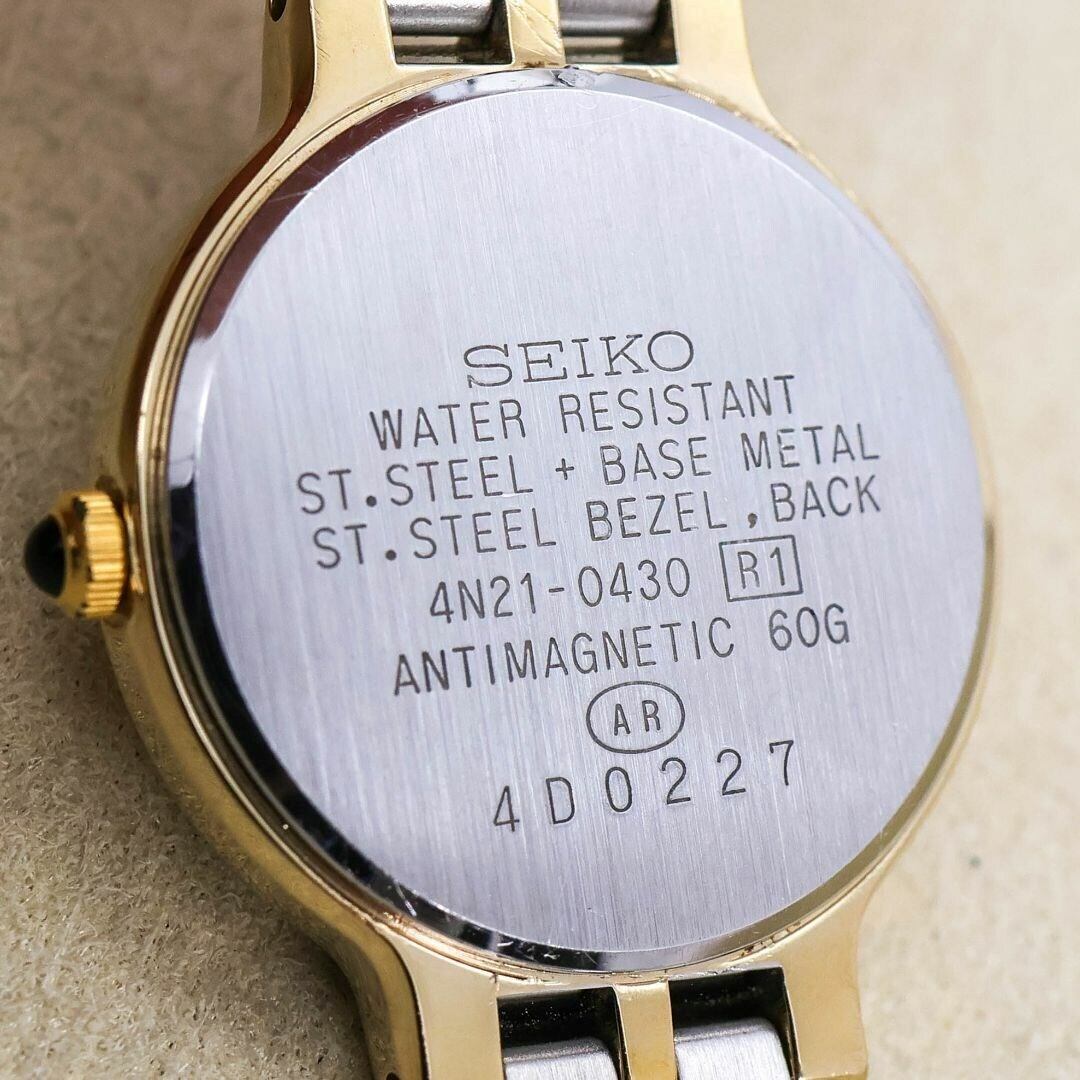 SEIKO
WATER RESISTANT
ST.STEEL + BASE METAL
ST.STEEL BEZEL,BACK
4N21-0430 R1
ANTIMAGNETIC 60G
AR
4D0227